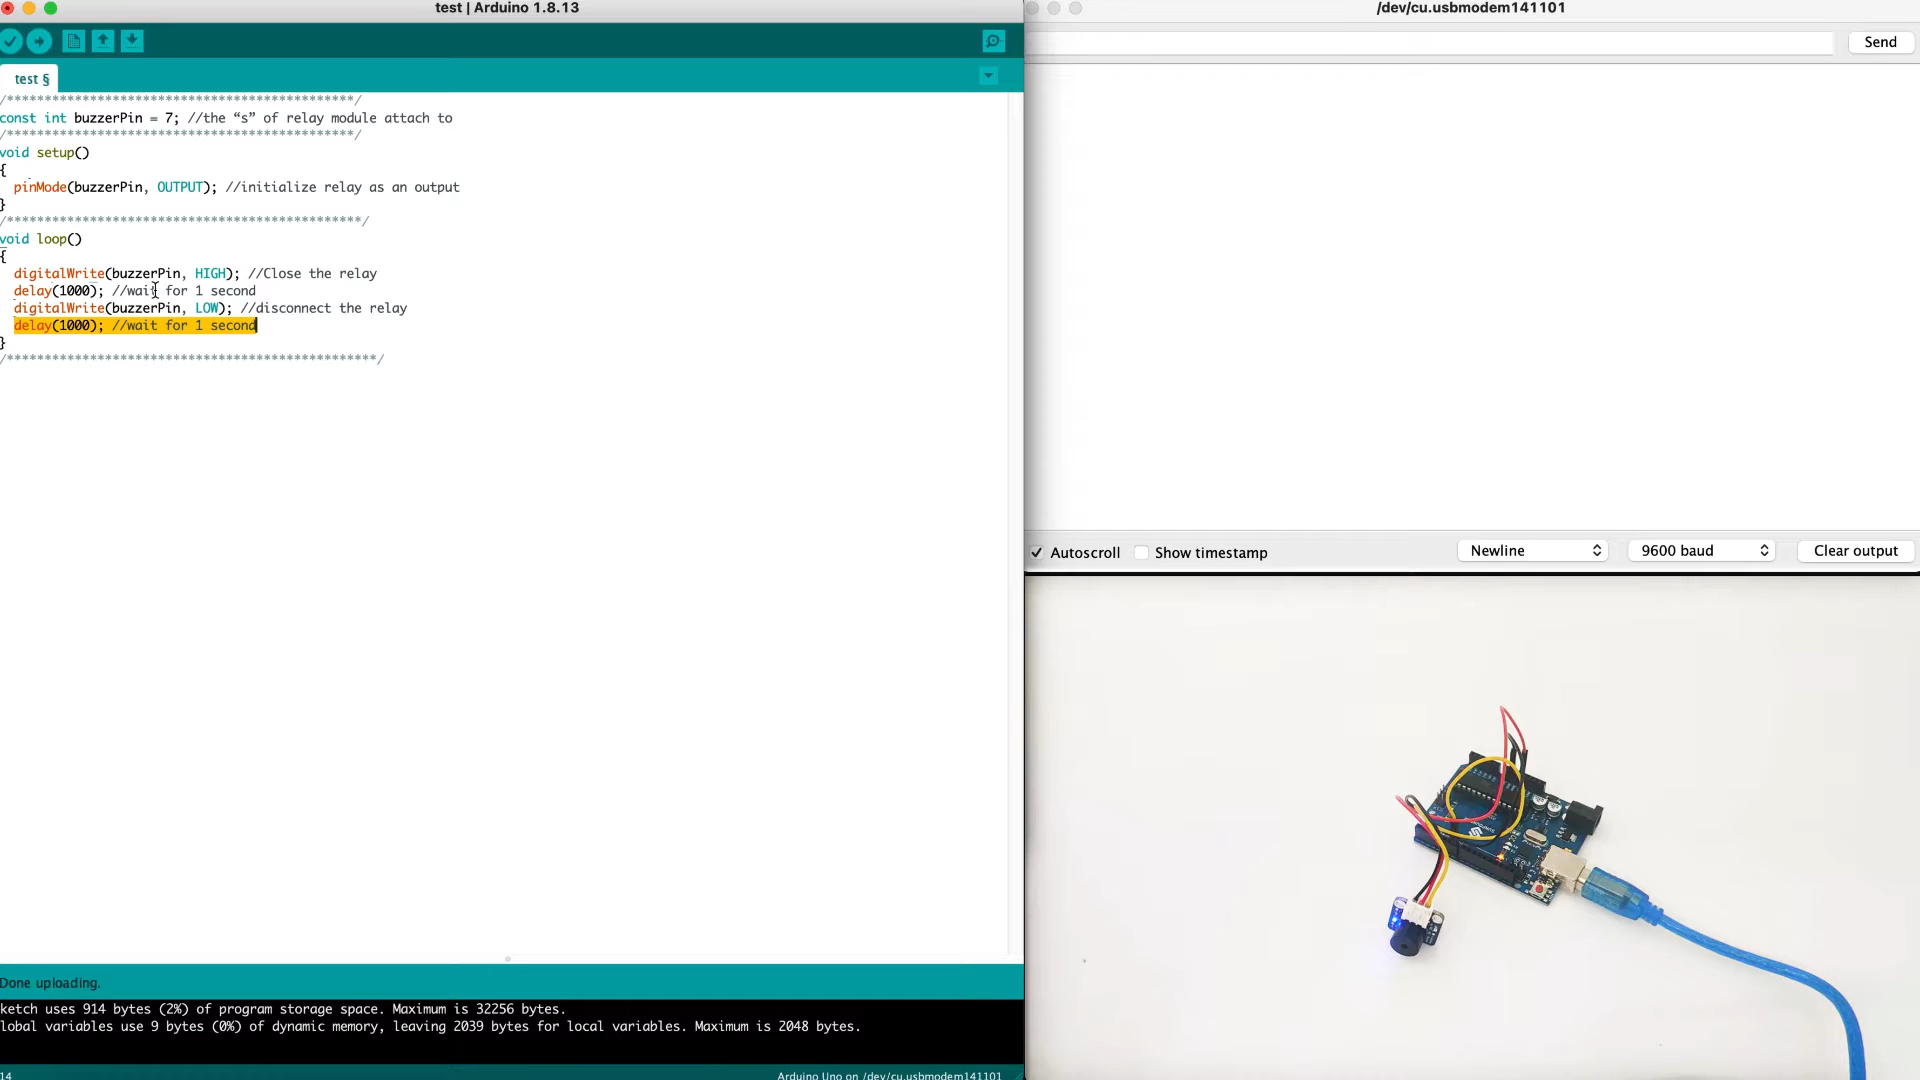 test | Arduino 1.8.13
/dev/cu.usbmodem141101
Send
test §
/**********************************************/
const int buzzerPin = 7; //the “s” of relay module attach to
/**********************************************/
void setup()
{
pinMode(buzzerPin, OUTPUT); //initialize relay as an output
}
/***********************************************/
void loop()
{
digitalWrite(buzzerPin, HIGH); //Close the relay
delay(1000); //wait for 1 second
digitalWrite(buzzerPin, LOW); //disconnect the relay
delay(1000); //wait for 1 second
}
/*************************************************/
Autoscroll
Show timestamp
Newline
9600 baud
Clear output
Done uploading.
ketch uses 914 bytes (2%) of program storage space. Maximum is 32256 bytes.
lobal variables use 9 bytes (0%) of dynamic memory, leaving 2039 bytes for local variables. Maximum is 2048 bytes.
14
Arduino Uno on /dev/cu.usbmodem141101